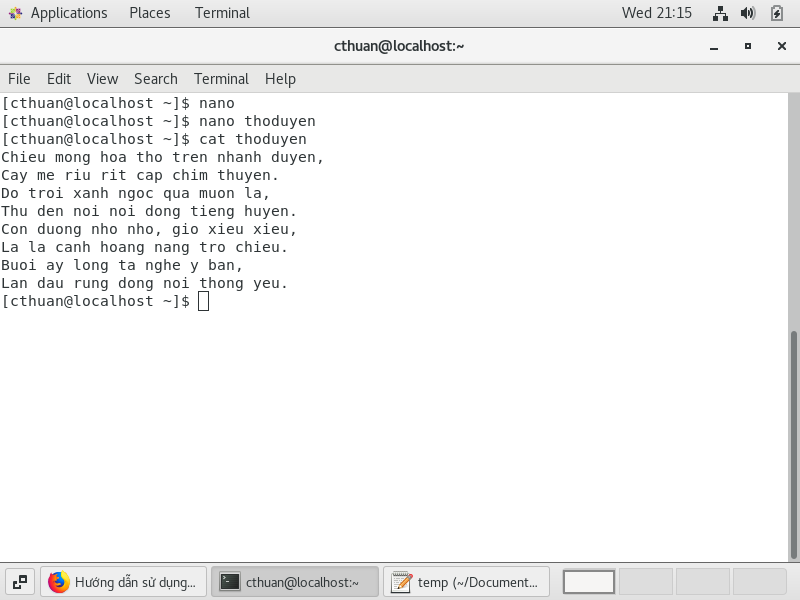 Applications Places Terminal Wed 21:15
cthuan@localhost:~
File Edit View Search Terminal Help
[cthuan@localhost ~]$ nano
[cthuan@localhost ~]$ nano thoduyen
[cthuan@localhost ~]$ cat thoduyen
Chieu mong hoa tho tren nhanh duyen,
Cay me riu rit cap chim thuyen.
Do troi xanh ngoc qua muon la,
Thu den noi noi dong tieng huyen.
Con duong nho nho, gio xieu xieu,
La la canh hoang nang tro chieu.
Buoi ay long ta nghe y ban,
Lan dau rung dong noi thong yeu.
[cthuan@localhost ~]$
Hướng dẫn sử dụng... cthuan@localhost:~ temp (~/Document...